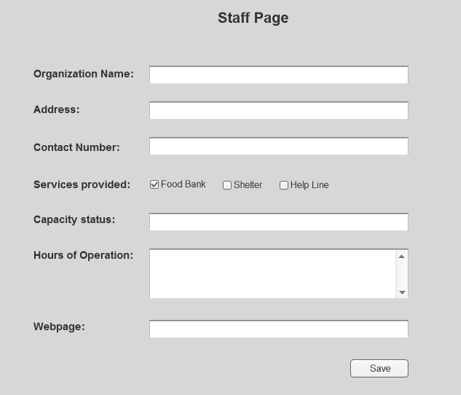 Staff Page
Organization Name:
Address:
Contact Number:
Services provided: Food Bank Shelter Help Line
Capacity status:
Hours of Operation:
Webpage:
Save